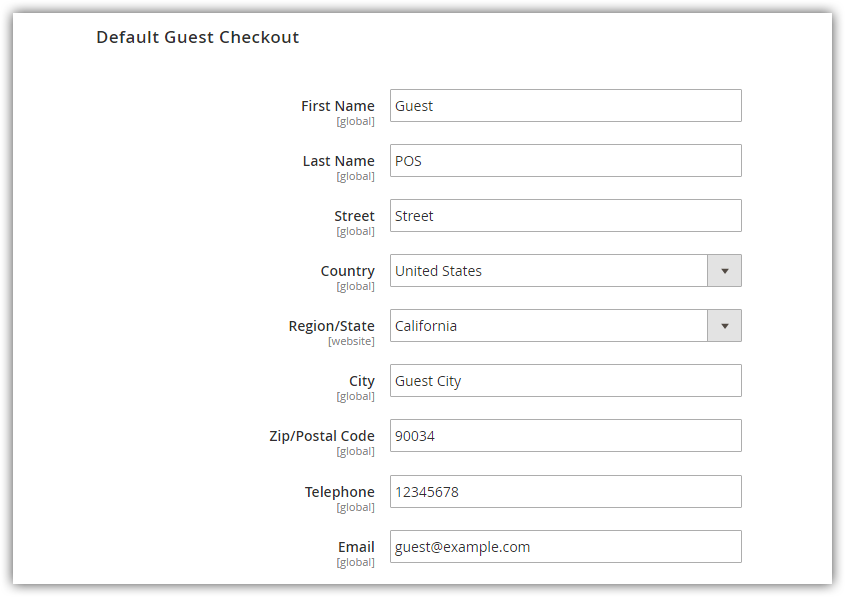 Default Guest Checkout
First Name Guest
[global]
Last Name POS
[global]
Street Street
[global]
Country United States
[global]
Region/State California
[website]
City Guest City
[global]
Zip/Postal Code 90034
[global]
Telephone 12345678
[global]
Email guest@example.com
[global]